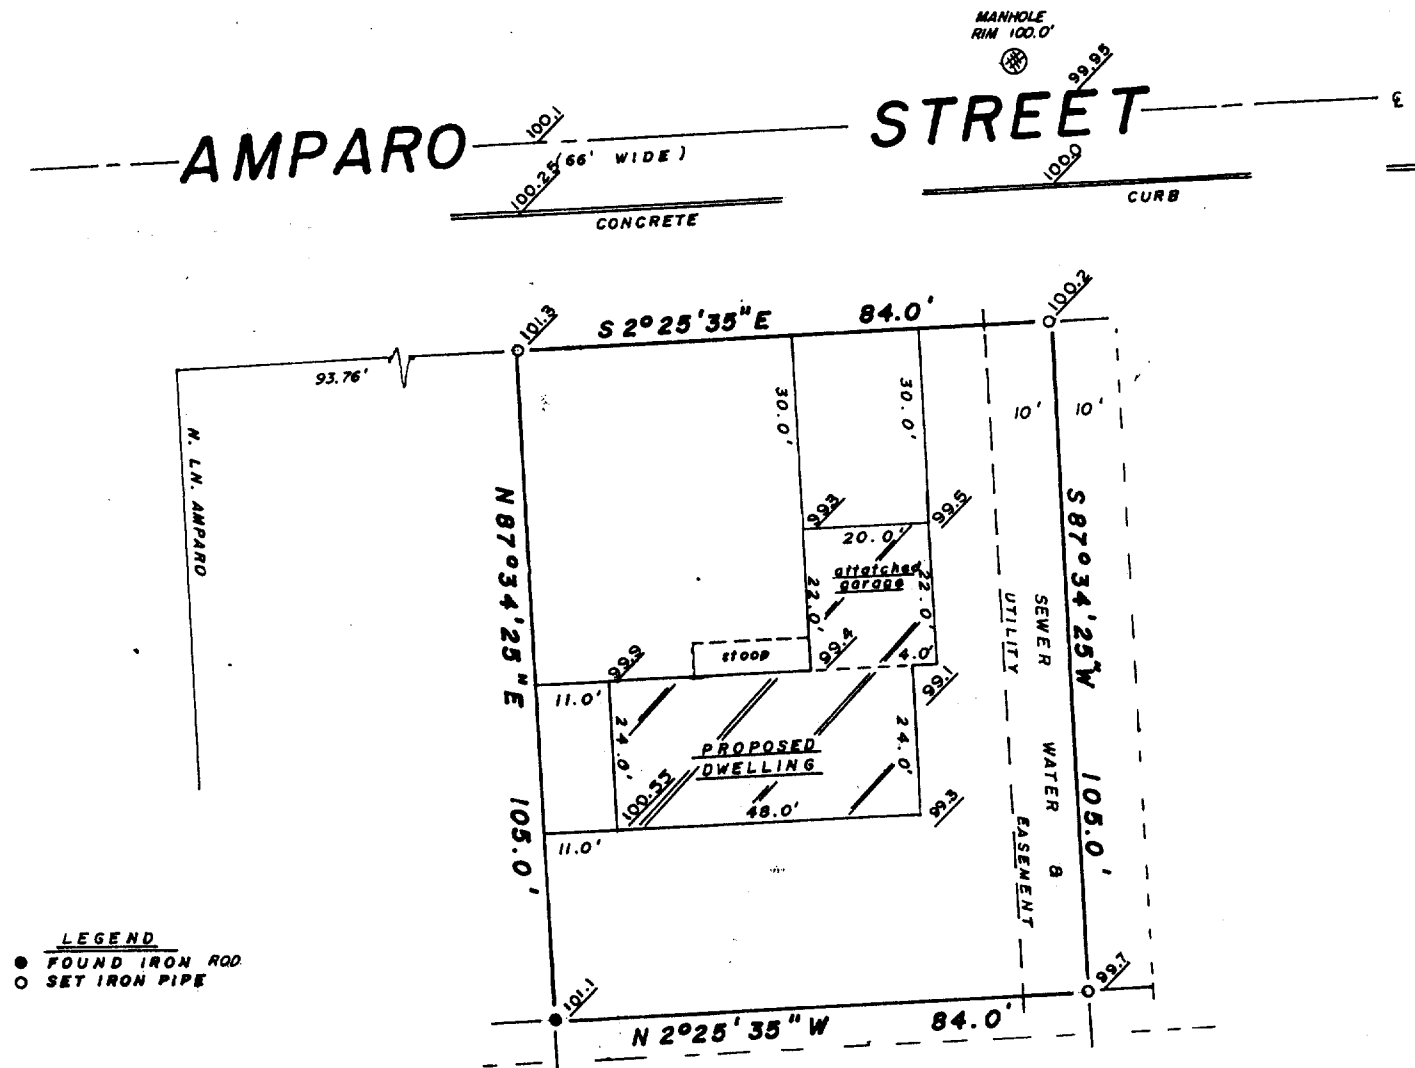 MANHOLE
RIM 100.0'
99.95
AMPARO STREET
100.1
(66' WIDE)
100.25
100.0
CONCRETE
CURB
101.3
S 2°25'35"E 84.0'
100.2
93.76'
N. LN. AMPARO
N 87°34'25"E 105.0'
30.0'
30.0'
10'
10'
S 87°34'25"W 105.0'
99.3
99.5
20.0'
attatched
garage
22.0'
22.0'
stoop
99.4
4.0'
99.9
99.1
11.0'
24.0'
24.0'
PROPOSED
DWELLING
100.55
48.0'
99.3
11.0'
UTILITY EASEMENT
SEWER WATER &
LEGEND
FOUND IRON ROD
SET IRON PIPE
101.1
N 2°25'35"W 84.0'
99.7